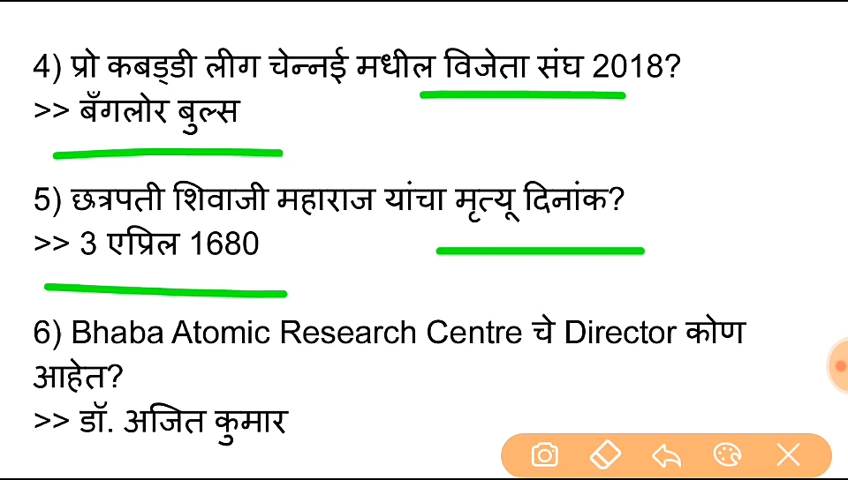 4) प्रो कबड्डी लीग चेन्नई मधील विजेता संघ 2018?
>> बँगलोर बुल्स
5) छत्रपती शिवाजी महाराज यांचा मृत्यू दिनांक?
>> 3 एप्रिल 1680
6) Bhaba Atomic Research Centre चे Director कोण
आहेत?
>> डॉ. अजित कुमार